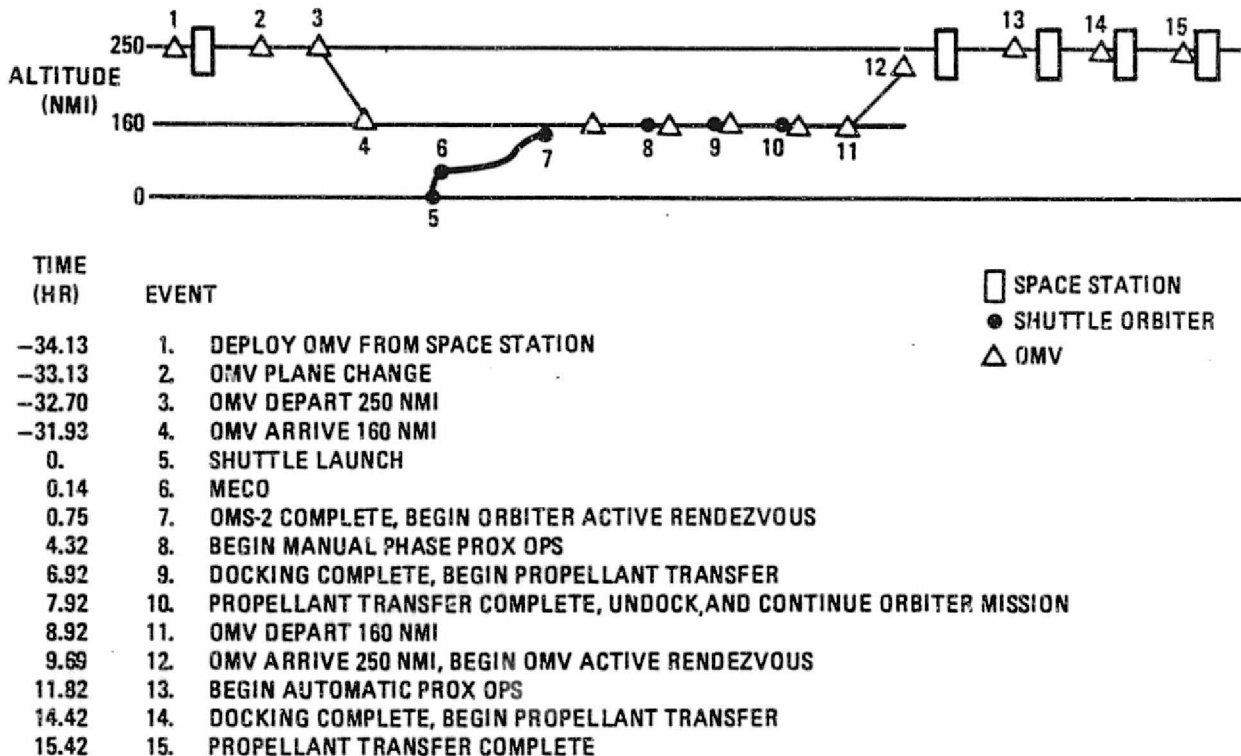 1 2 3 13 14 15
250
ALTITUDE
(NMI)
12
160
4 6 7 8 9 10 11
0
5
TIME
(HR) EVENT
SPACE STATION
SHUTTLE ORBITER
OMV
−34.13 1. DEPLOY OMV FROM SPACE STATION
−33.13 2. OMV PLANE CHANGE
−32.70 3. OMV DEPART 250 NMI
−31.93 4. OMV ARRIVE 160 NMI
0. 5. SHUTTLE LAUNCH
0.14 6. MECO
0.75 7. OMS-2 COMPLETE, BEGIN ORBITER ACTIVE RENDEZVOUS
4.32 8. BEGIN MANUAL PHASE PROX OPS
6.92 9. DOCKING COMPLETE, BEGIN PROPELLANT TRANSFER
7.92 10. PROPELLANT TRANSFER COMPLETE, UNDOCK,AND CONTINUE ORBITER MISSION
8.92 11. OMV DEPART 160 NMI
9.69 12. OMV ARRIVE 250 NMI, BEGIN OMV ACTIVE RENDEZVOUS
11.82 13. BEGIN AUTOMATIC PROX OPS
14.42 14. DOCKING COMPLETE, BEGIN PROPELLANT TRANSFER
15.42 15. PROPELLANT TRANSFER COMPLETE